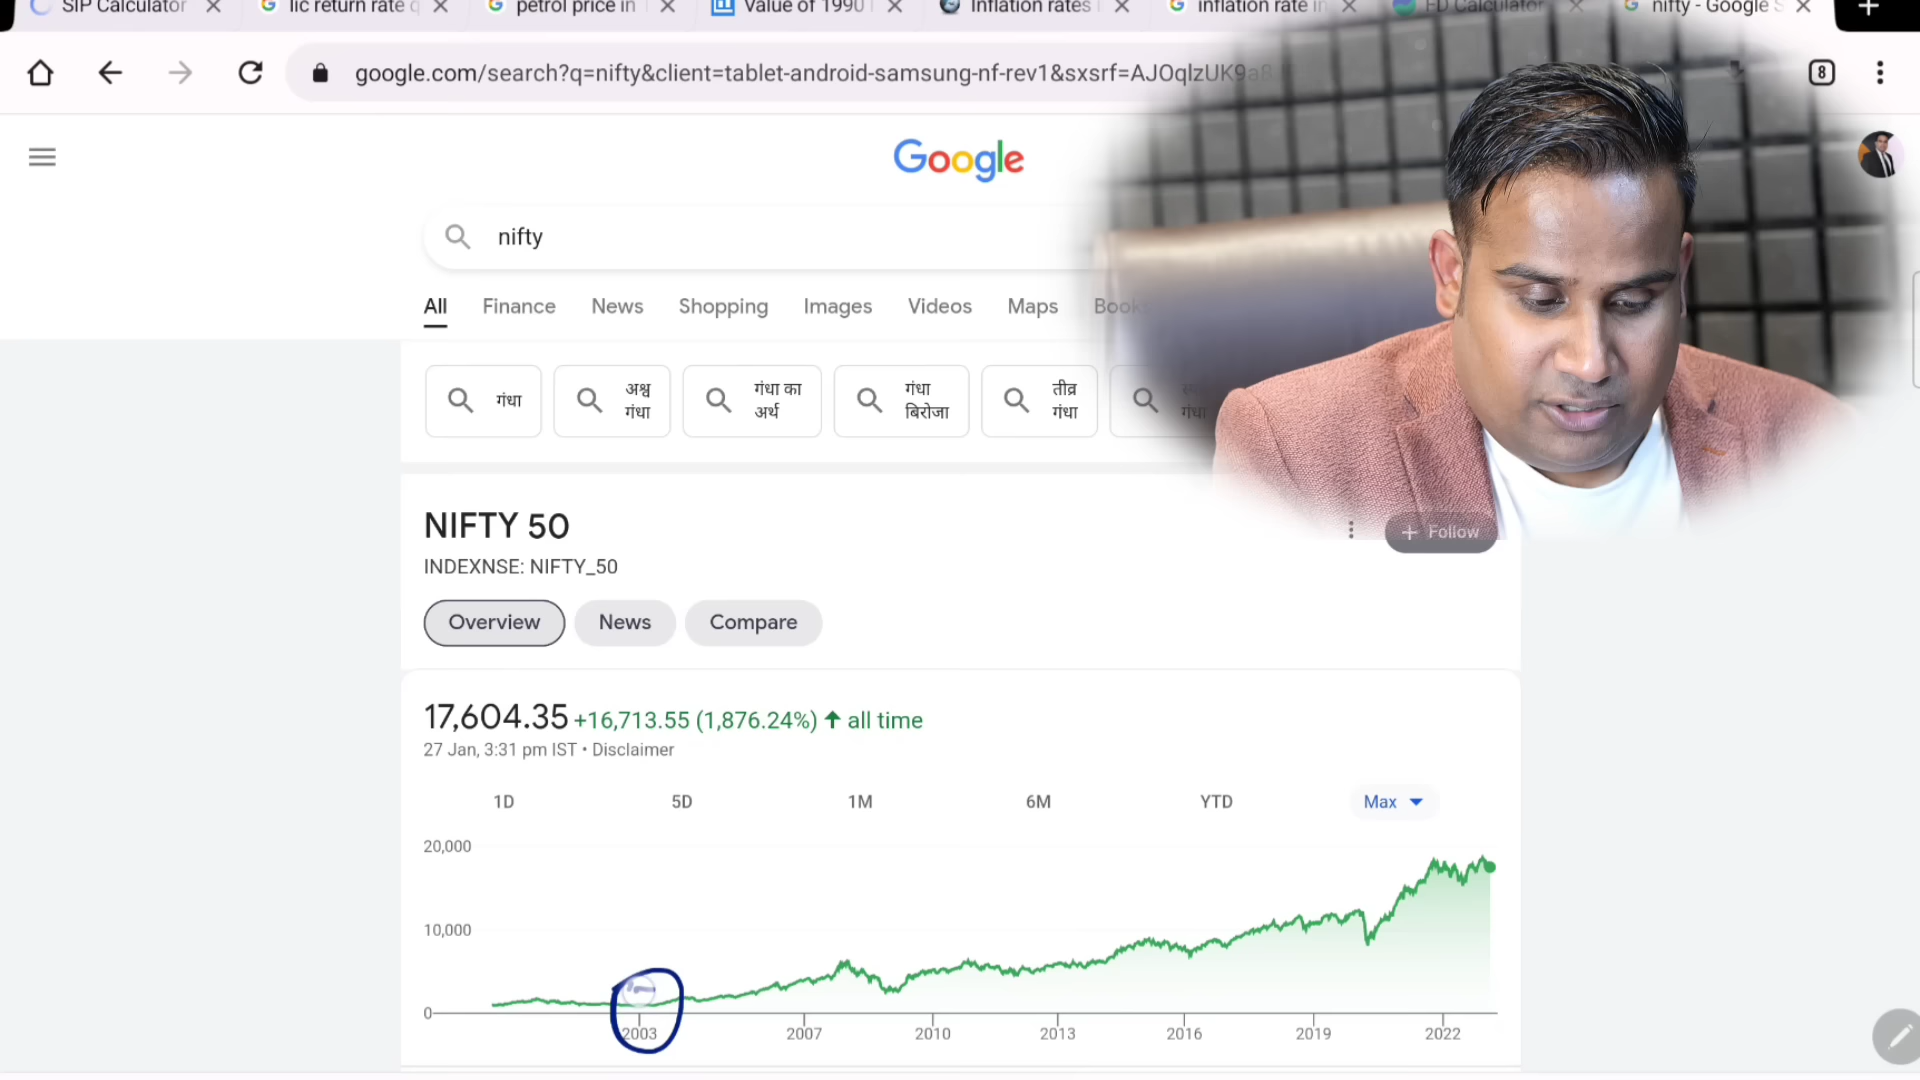 SIP Calculator
lic return rate
petrol price in
Value of 1990
Inflation rates
inflation rate in
FD Calculator
nifty - Google S
google.com/search?q=nifty&client=tablet-android-samsung-nf-rev1&sxsrf=AJOqlzUK9a8
8
Google
nifty
All Finance News Shopping Images Videos Maps Book
गंधा
अश्व
गंधा
गंधा का
अर्थ
गंधा
बिरोजा
तीव्र
गंधा
गंधा
NIFTY 50
+ Follow
INDEXNSE: NIFTY_50
Overview News Compare
17,604.35 +16,713.55 (1,876.24%) ↑ all time
27 Jan, 3:31 pm IST • Disclaimer
1D 5D 1M 6M YTD Max
20,000
10,000
0
2003 2007 2010 2013 2016 2019 2022